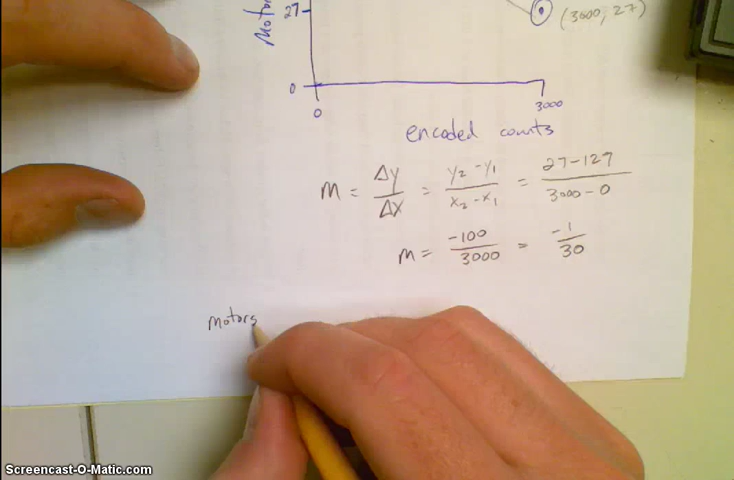 Motor
27
(3000, 27)
0
0
3000
encoded counts
m = Δy/Δx = y₂ - y₁/x₂ - x₁ = 27-127/3000-0
m = -100/3000 = -1/30
motors
Screencast-O-Matic.com